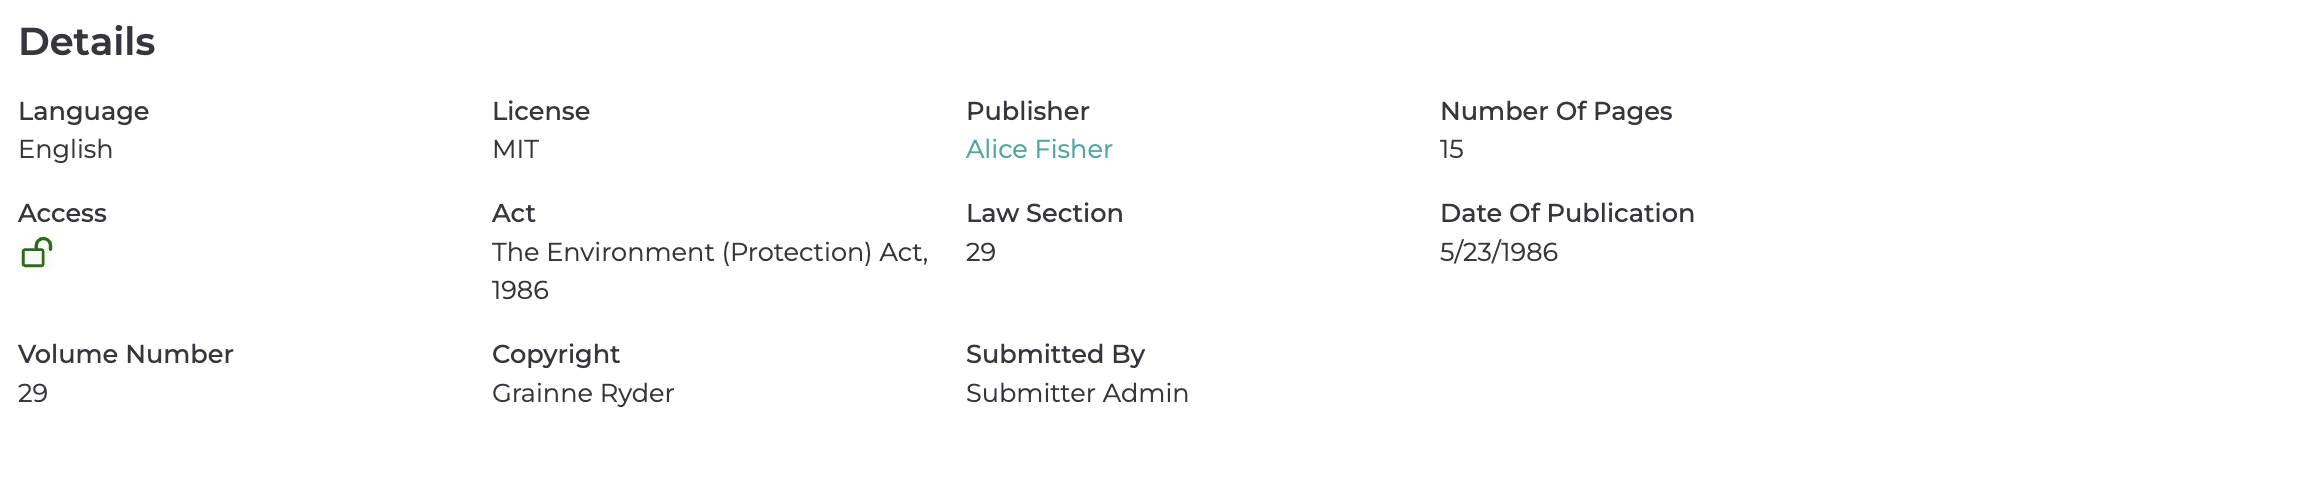 Details
Language
English
License
MIT
Publisher
Alice Fisher
Number Of Pages
15
Access
Act
The Environment (Protection) Act,
1986
Law Section
29
Date Of Publication
5/23/1986
Volume Number
29
Copyright
Grainne Ryder
Submitted By
Submitter Admin